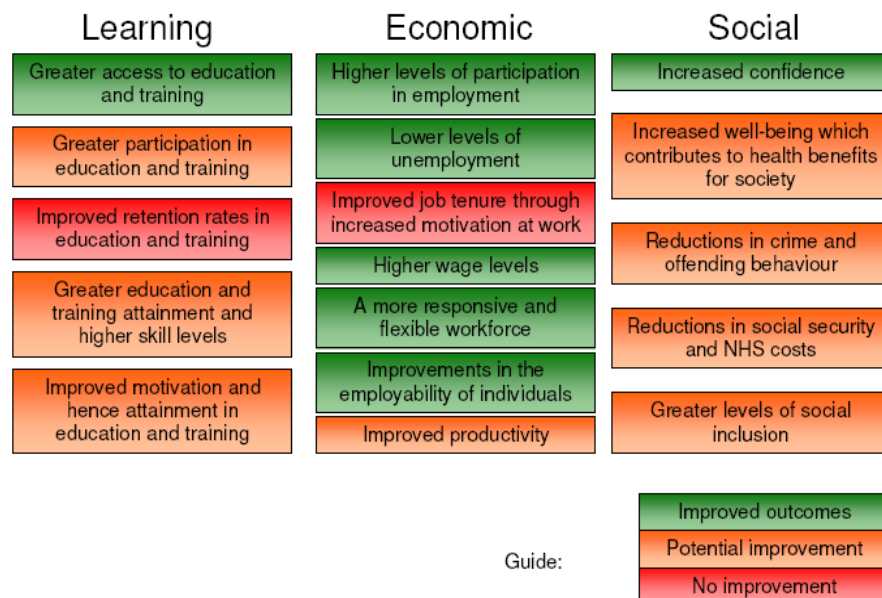 Learning
Greater access to education
and training
Greater participation in
education and training
Improved retention rates in
education and training
Greater education and
training attainment and
higher skill levels
Improved motivation and
hence attainment in
education and training
Economic
Higher levels of participation
in employment
Lower levels of
unemployment
Improved job tenure through
increased motivation at work
Higher wage levels
A more responsive and
flexible workforce
Improvements in the
employability of individuals
Improved productivity
Social
Increased confidence
Increased well-being which
contributes to health benefits
for society
Reductions in crime and
offending behaviour
Reductions in social security
and NHS costs
Greater levels of social
inclusion
Guide:
Improved outcomes
Potential improvement
No improvement